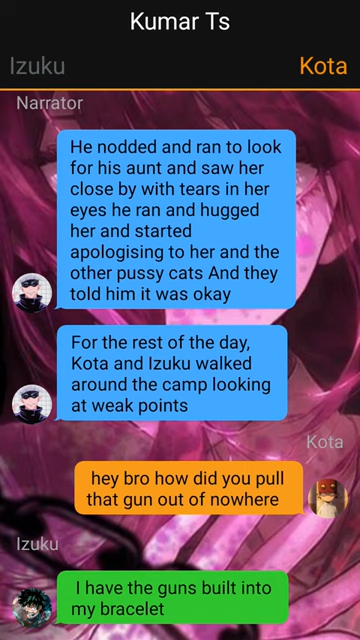 Kumar Ts
Izuku
Kota
Narrator
He nodded and ran to look
for his aunt and saw her
close by with tears in her
eyes he ran and hugged
her and started
apologising to her and the
other pussy cats And they
told him it was okay
For the rest of the day,
Kota and Izuku walked
around the camp looking
at weak points
Kota
hey bro how did you pull
that gun out of nowhere
Izuku
I have the guns built into
my bracelet